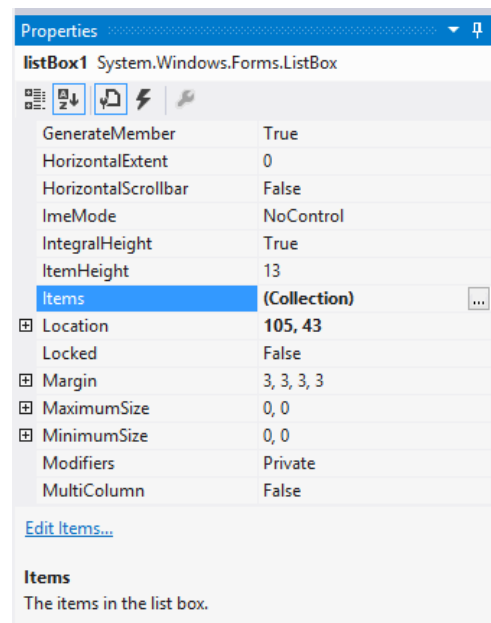 Properties
listBox1 System.Windows.Forms.ListBox
GenerateMember True
HorizontalExtent 0
HorizontalScrollbar False
ImeMode NoControl
IntegralHeight True
ItemHeight 13
Items (Collection) ...
Location 105, 43
Locked False
Margin 3, 3, 3, 3
MaximumSize 0, 0
MinimumSize 0, 0
Modifiers Private
MultiColumn False
Edit Items...
Items
The items in the list box.